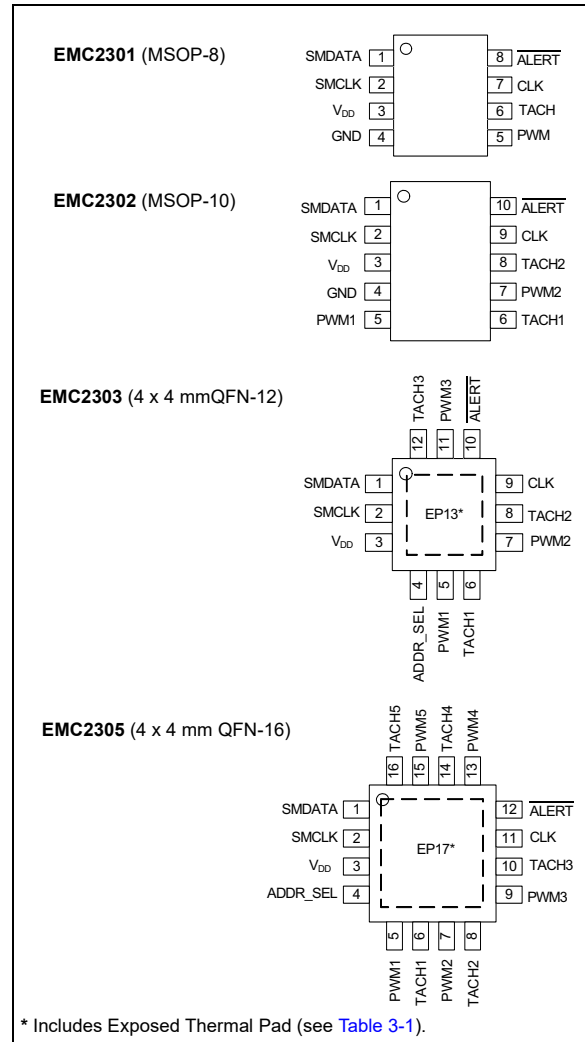 EMC2301 (MSOP-8)
SMDATA 1
SMCLK 2
VDD 3
GND 4
8 ALERT
7 CLK
6 TACH
5 PWM
EMC2302 (MSOP-10)
SMDATA 1
SMCLK 2
VDD 3
GND 4
PWM1 5
10 ALERT
9 CLK
8 TACH2
7 PWM2
6 TACH1
EMC2303 (4 x 4 mmQFN-12)
TACH3 12
PWM3 11
ALERT 10
SMDATA 1
SMCLK 2
VDD 3
EP13*
9 CLK
8 TACH2
7 PWM2
4 ADDR_SEL
5 PWM1
6 TACH1
EMC2305 (4 x 4 mm QFN-16)
TACH5 16
PWM5 15
TACH4 14
PWM4 13
SMDATA 1
SMCLK 2
VDD 3
ADDR_SEL 4
EP17*
12 ALERT
11 CLK
10 TACH3
9 PWM3
5 PWM1
6 TACH1
7 PWM2
8 TACH2
* Includes Exposed Thermal Pad (see Table 3-1).